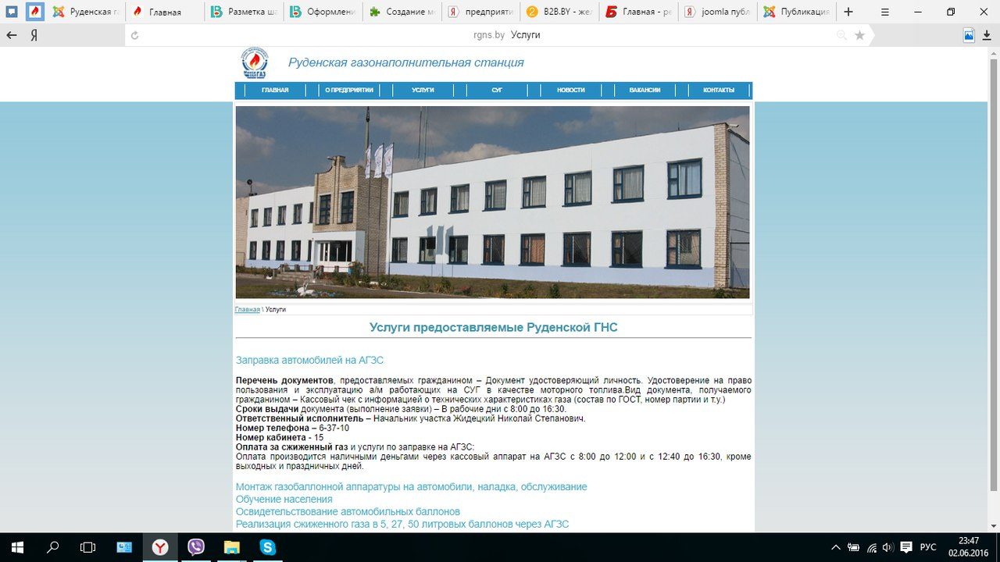 Руденская г
Главная
Разметка ша
Оформлени
Создание м
предприяти
B2B.BY - же
Главная - ре
joomla публ
Публикация
rgns.by Услуги
ГАЗ
Руденская газонаполнительная станция
ГЛАВНАЯ
О ПРЕДПРИЯТИИ
УСЛУГИ
СУГ
НОВОСТИ
ВАКАНСИИ
КОНТАКТЫ
Главная \ Услуги
Услуги предоставляемые Руденской ГНС
Заправка автомобилей на АГЗС
Перечень документов, предоставляемых гражданином – Документ удостоверяющий личность. Удостоверение на право
пользования и эксплуатацию а/м работающих на СУГ в качестве моторного топлива.Вид документа, получаемого
гражданином – Кассовый чек с информацией о технических характеристиках газа (состав по ГОСТ, номер партии и т.у.)
Сроки выдачи документа (выполнение заявки) – В рабочие дни с 8:00 до 16:30.
Ответственный исполнитель – Начальник участка Жидецкий Николай Степанович.
Номер телефона – 6-37-10
Номер кабинета - 15
Оплата за сжиженный газ и услуги по заправке на АГЗС:
Оплата производится наличными деньгами через кассовый аппарат на АГЗС с 8:00 до 12:00 и с 12:40 до 16:30, кроме
выходных и праздничных дней.
Монтаж газобаллонной аппаратуры на автомобили, наладка, обслуживание
Обучение населения
Освидетельствование автомобильных баллонов
Реализация сжиженного газа в 5, 27, 50 литровых баллонов через АГЗС
РУС
23:47
02.06.2016